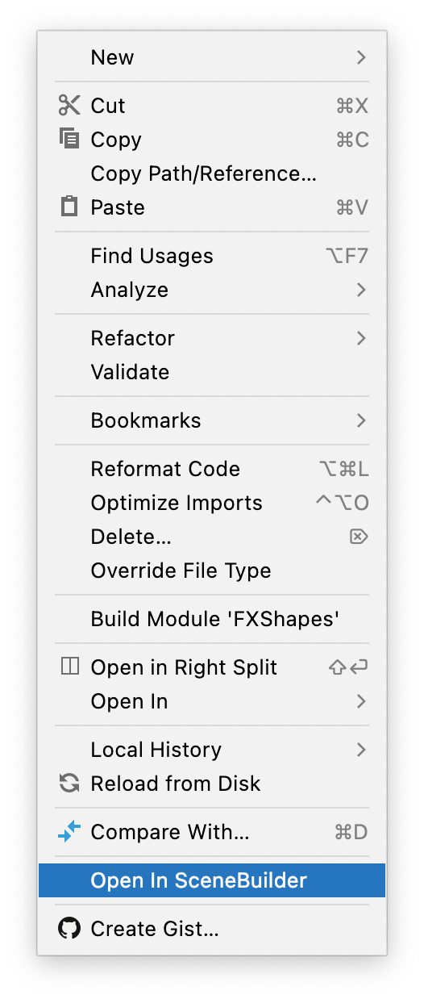 New
Cut ⌘X
Copy ⌘C
Copy Path/Reference...
Paste ⌘V
Find Usages ⌥F7
Analyze
Refactor
Validate
Bookmarks
Reformat Code ⌥⌘L
Optimize Imports ^⌥O
Delete... ⌦
Override File Type
Build Module 'FXShapes'
Open in Right Split ⇧↩
Open In
Local History
Reload from Disk
Compare With... ⌘D
Open In SceneBuilder
Create Gist...